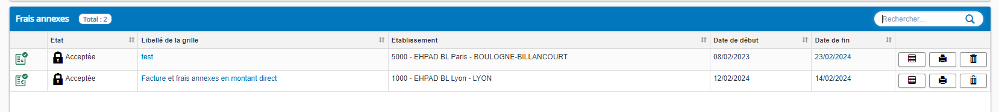 Frais annexes Total : 2 Rechercher...
Etat Libellé de la grille Etablissement Date de début Date de fin
Acceptée test 5000 - EHPAD BL Paris - BOULOGNE-BILLANCOURT 08/02/2023 23/02/2024
Acceptée Facture et frais annexes en montant direct 1000 - EHPAD BL Lyon - LYON 12/02/2024 14/02/2024